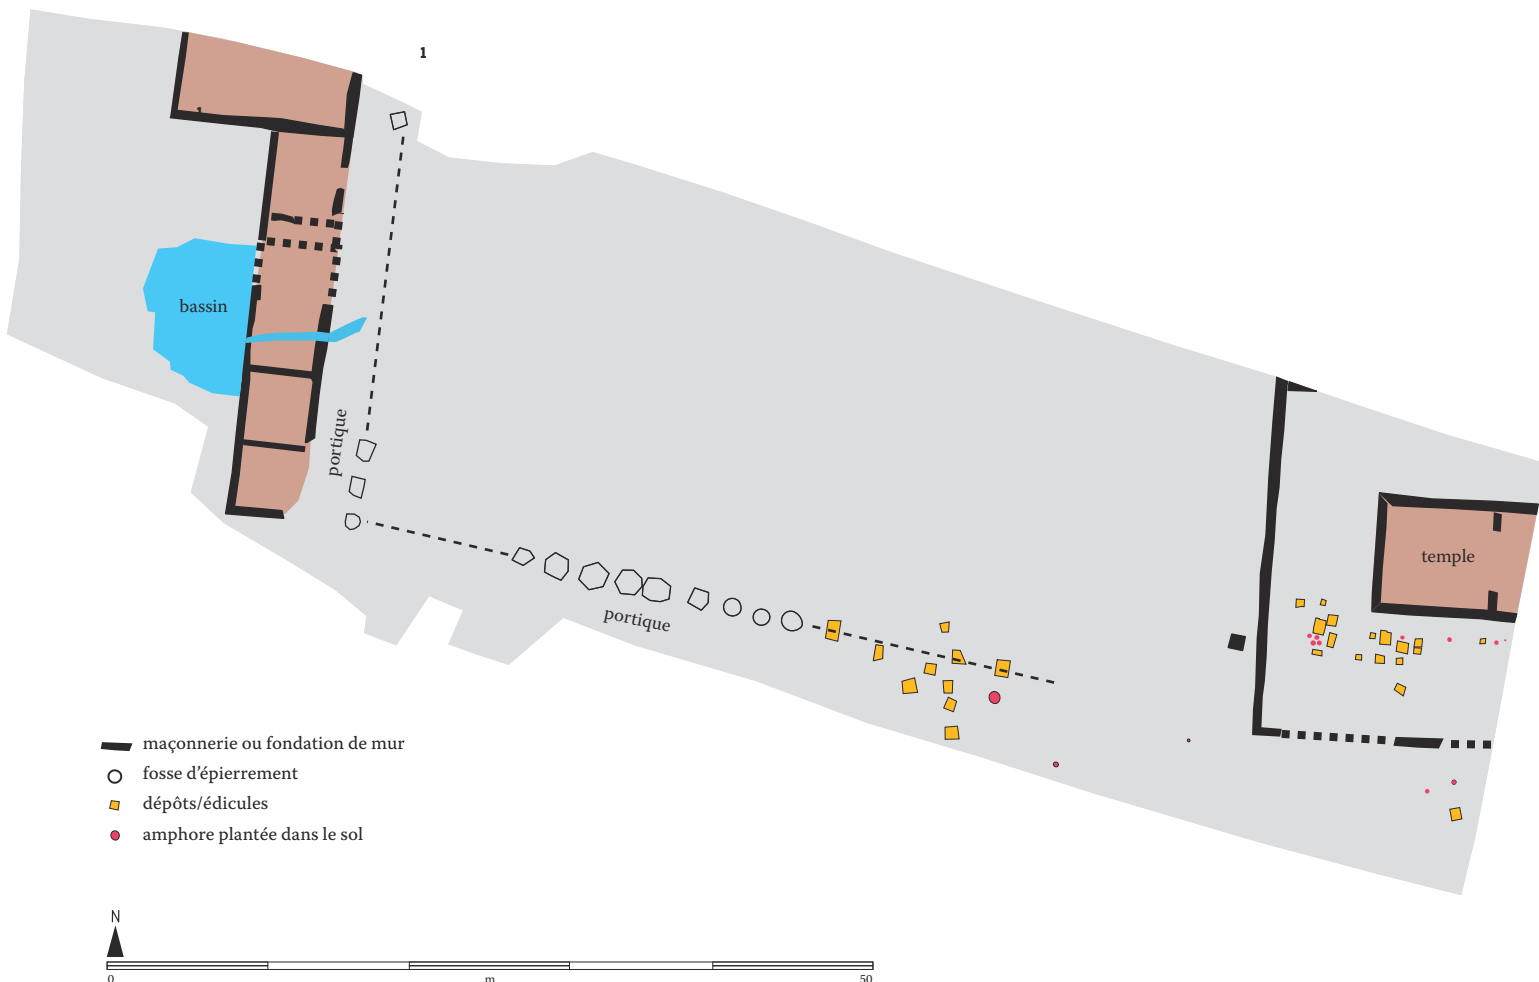 1
1
bassin
portique
portique
temple
maçonnerie ou fondation de mur
fosse d'épierrement
dépôts/édicules
amphore plantée dans le sol
N
0
m
50